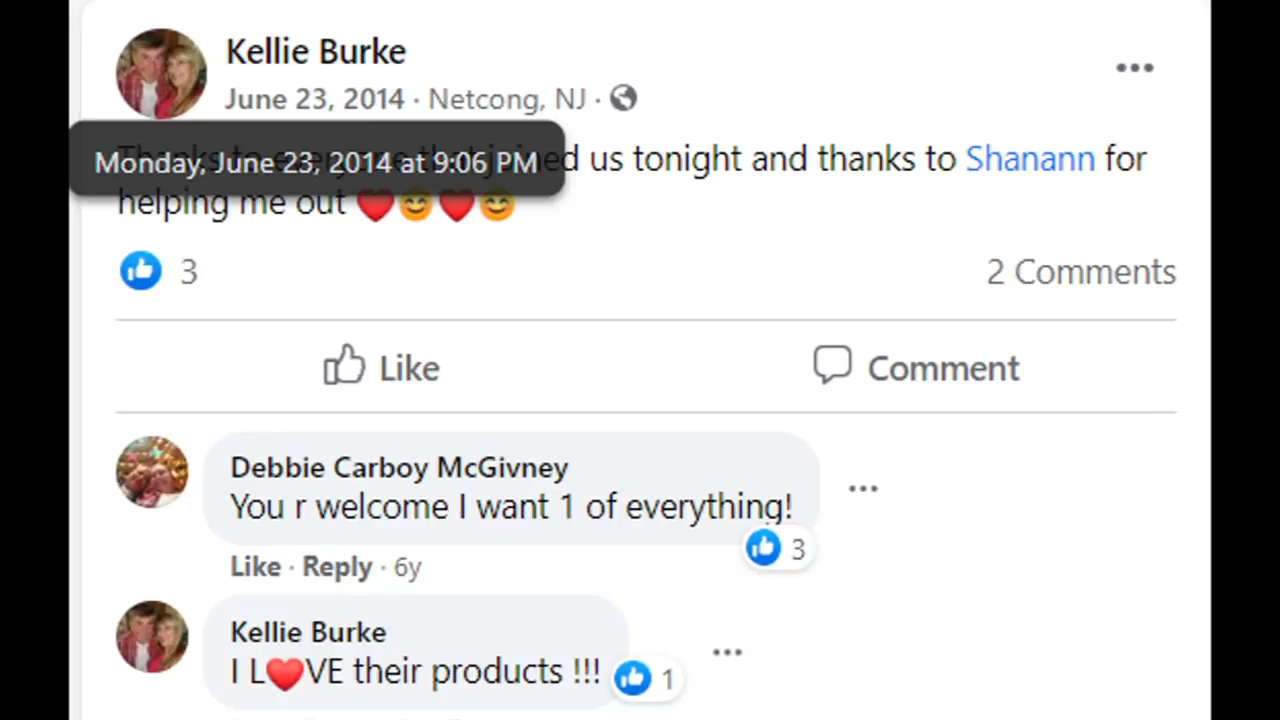 Kellie Burke
June 23, 2014 · Netcong, NJ ·
Monday, June 23, 2014 at 9:06 PM
us tonight and thanks to Shanann for
helping me out ❤️😊❤️😊
3
2 Comments
Like
Comment
Debbie Carboy McGivney
You r welcome I want 1 of everything!
3
Like · Reply · 6y
Kellie Burke
I L❤️VE their products !!!
1